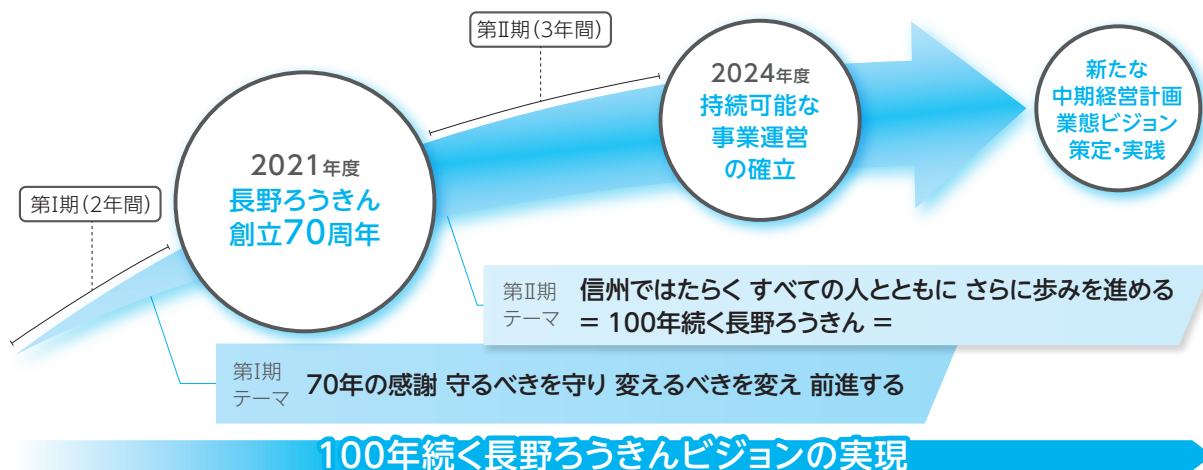 第Ⅰ期(2年間)
2021年度
長野ろうきん
創立70周年
第Ⅱ期(3年間)
2024年度
持続可能な
事業運営
の確立
新たな
中期経営計画
業態ビジョン
策定・実践
第Ⅱ期
テーマ
信州ではたらく すべての人とともに さらに歩みを進める
= 100年続く長野ろうきん =
第Ⅰ期
テーマ
70年の感謝 守るべきを守り 変えるべきを変え 前進する
100年続く長野ろうきんビジョンの実現